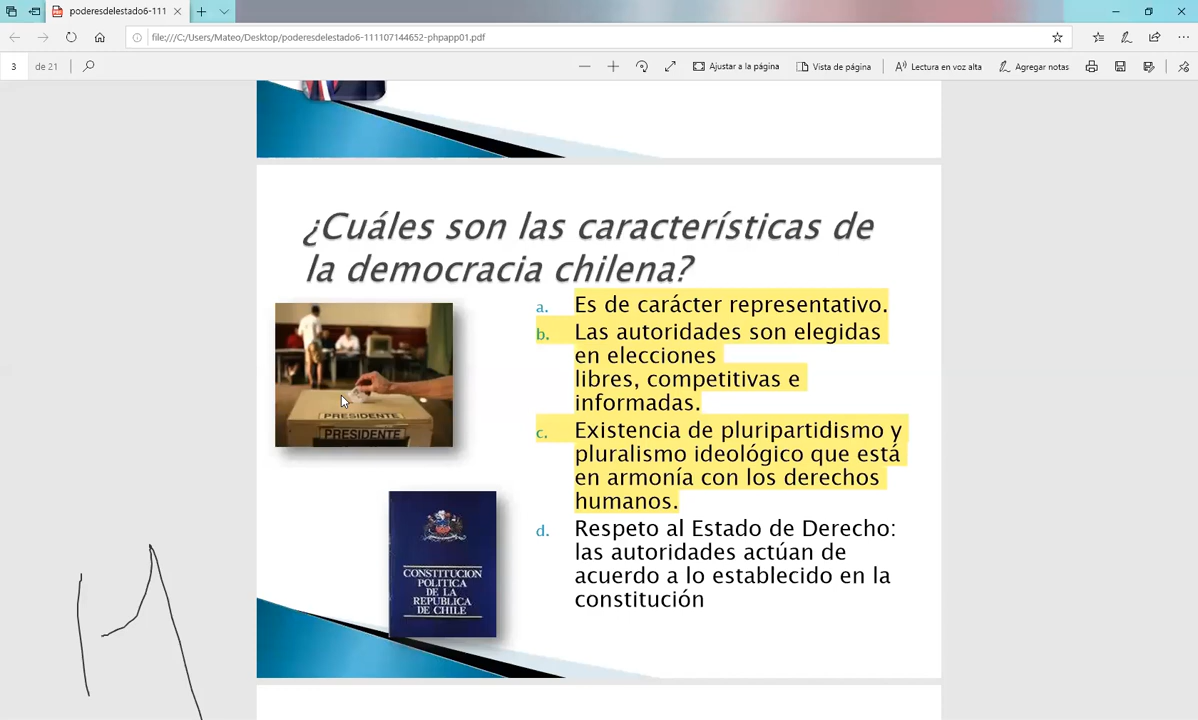 poderesdelestado6-111
file:///C:/Users/Mateo/Desktop/poderesdelestado6-111107144652-phpapp01.pdf
3 de 21
Ajustar a la página
Vista de página
Lectura en voz alta
Agregar notas
¿Cuáles son las características de
la democracia chilena?
a. Es de carácter representativo.
b. Las autoridades son elegidas
en elecciones
libres, competitivas e
informadas.
c. Existencia de pluripartidismo y
pluralismo ideológico que está
en armonía con los derechos
humanos.
d. Respeto al Estado de Derecho:
las autoridades actúan de
acuerdo a lo establecido en la
constitución
PRESIDENTE
PRESIDENTE
CONSTITUCION
POLITICA
DE LA
REPUBLICA
DE CHILE